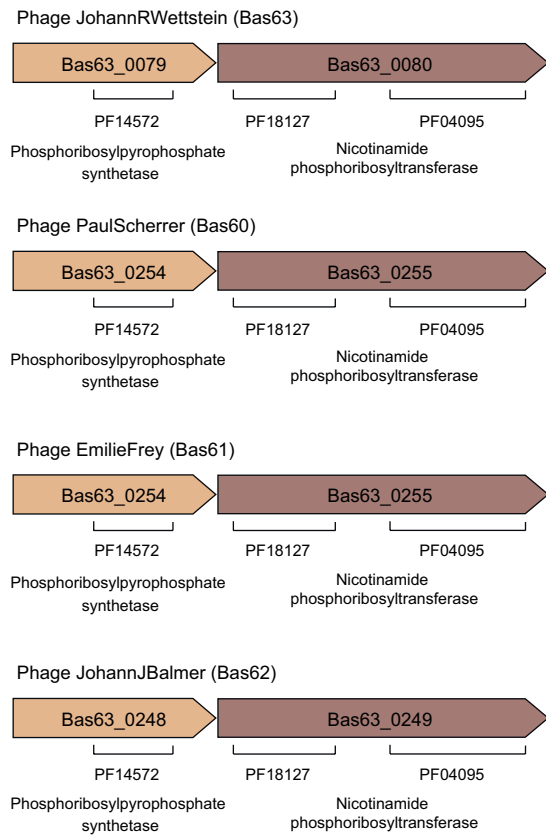 Phage JohannRWettstein (Bas63)
Bas63_0079 Bas63_0080
PF14572 PF18127 PF04095
Phosphoribosylpyrophosphate
synthetase
Nicotinamide
phosphoribosyltransferase
Phage PaulScherrer (Bas60)
Bas63_0254 Bas63_0255
PF14572 PF18127 PF04095
Phosphoribosylpyrophosphate
synthetase
Nicotinamide
phosphoribosyltransferase
Phage EmilieFrey (Bas61)
Bas63_0254 Bas63_0255
PF14572 PF18127 PF04095
Phosphoribosylpyrophosphate
synthetase
Nicotinamide
phosphoribosyltransferase
Phage JohannJBalmer (Bas62)
Bas63_0248 Bas63_0249
PF14572 PF18127 PF04095
Phosphoribosylpyrophosphate
synthetase
Nicotinamide
phosphoribosyltransferase